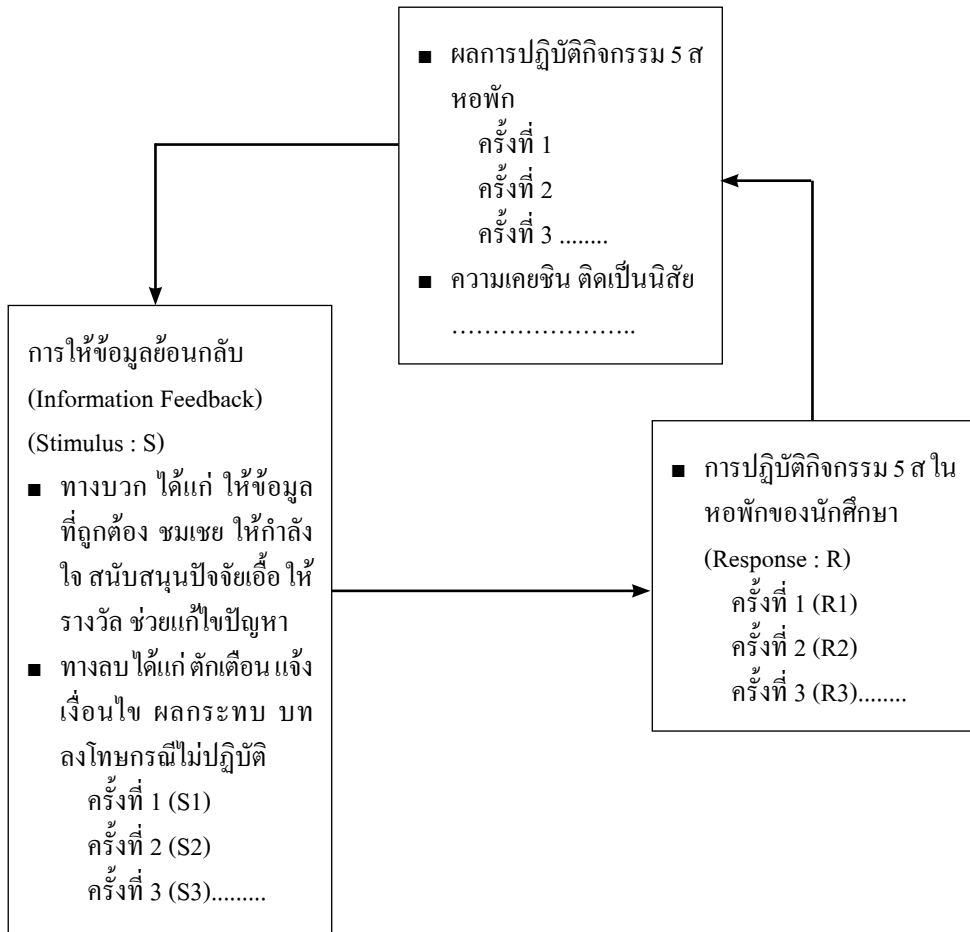 ■ ผลการปฏิบัติกิจกรรม 5 ส
หอพัก
ครั้งที่ 1
ครั้งที่ 2
ครั้งที่ 3 ........
■ ความเคยชิน ติดเป็นนิสัย
…………………..
การให้ข้อมูลย้อนกลับ
(Information Feedback)
(Stimulus : S)
■ ทางบวก ได้แก่ ให้ข้อมูล
ที่ถูกต้อง ชมเชย ให้กำลัง
ใจ สนับสนุนปัจจัยเอื้อ ให้
รางวัล ช่วยแก้ไขปัญหา
■ ทางลบ ได้แก่ ตักเตือน แจ้ง
เงื่อนไข ผลกระทบ บท
ลงโทษกรณีไม่ปฏิบัติ
ครั้งที่ 1 (S1)
ครั้งที่ 2 (S2)
ครั้งที่ 3 (S3).........
■ การปฏิบัติกิจกรรม 5 ส ใน
หอพักของนักศึกษา
(Response : R)
ครั้งที่ 1 (R1)
ครั้งที่ 2 (R2)
ครั้งที่ 3 (R3)........